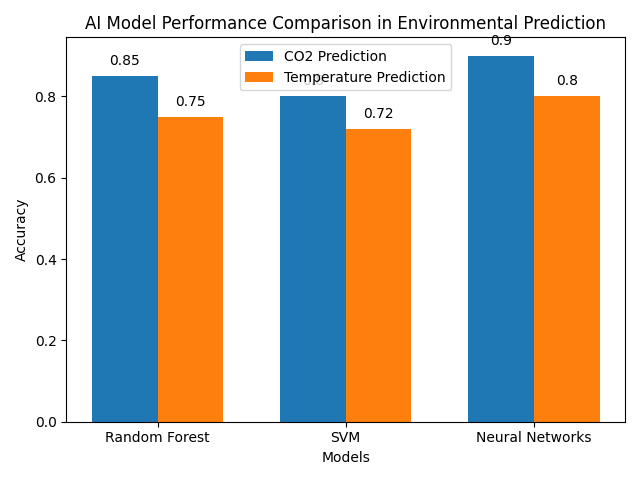 AI Model Performance Comparison in Environmental Prediction
CO2 Prediction
Temperature Prediction
0.85
0.75
0.72
0.9
0.8
Accuracy
0.8
0.6
0.4
0.2
0.0
Random Forest
SVM
Neural Networks
Models